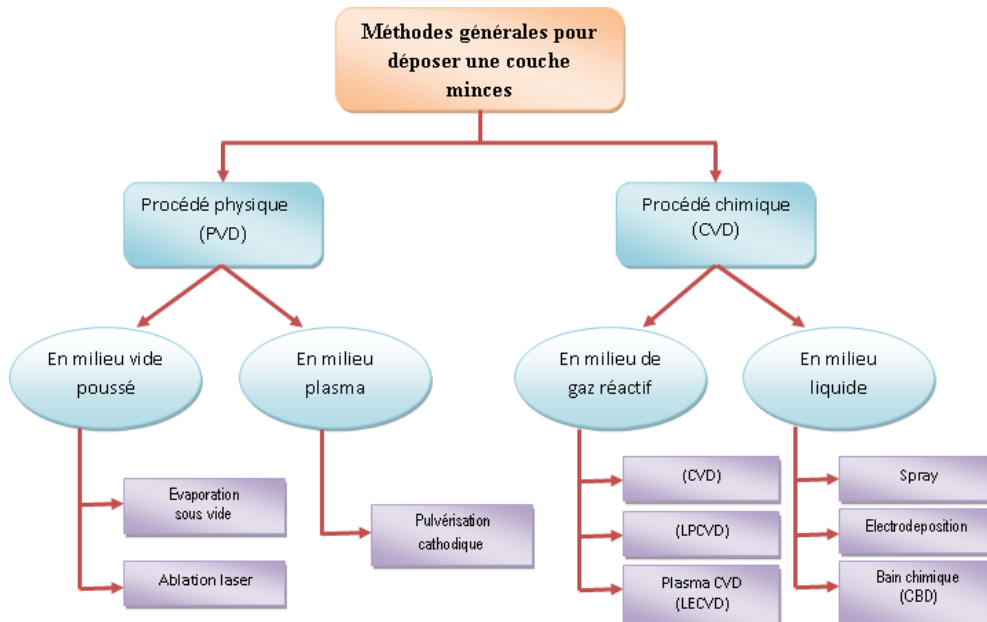 Méthodes générales pour
déposer une couche
minces
Procédé physique
(PVD)
Procédé chimique
(CVD)
En milieu vide
poussé
En milieu
plasma
En milieu de
gaz réactif
En milieu
liquide
Evaporation
sous vide
Ablation laser
Pulvérisation
cathodique
(CVD)
(LPCVD)
Plasma CVD
(LECVD)
Spray
Electrodeposition
Bain chimique
(CBD)